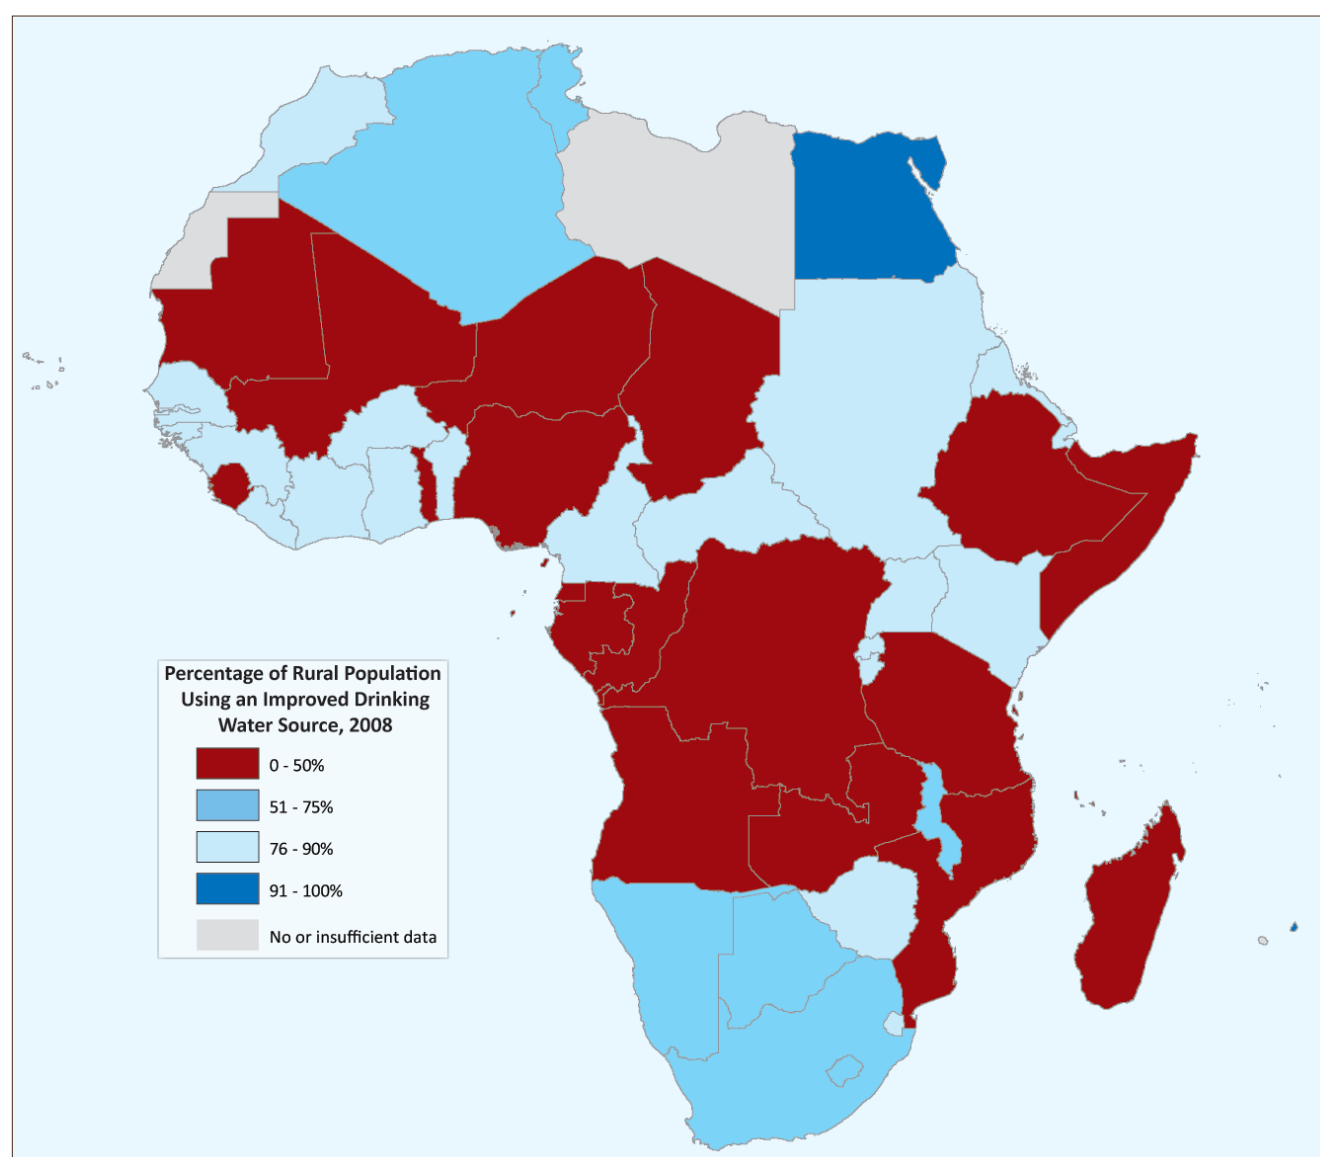 Percentage of Rural Population
Using an Improved Drinking
Water Source, 2008
0 - 50%
51 - 75%
76 - 90%
91 - 100%
No or insufficient data